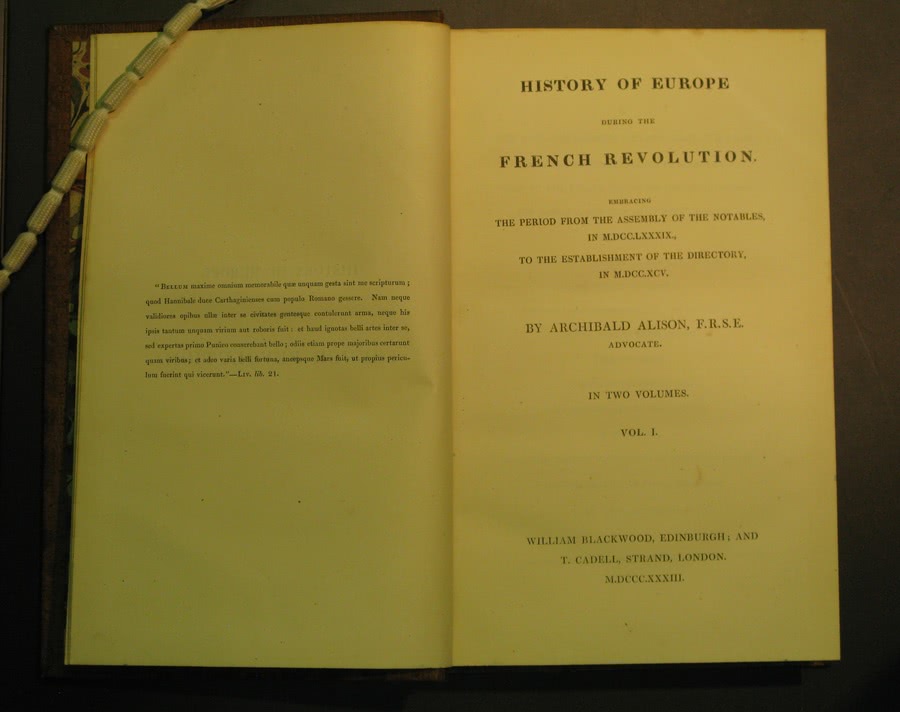 "BELLUM maxime omnium memorabile quæ unquam gesta sint me scripturum;
quod Hannibale duce Carthaginienses cum populo Romano gessere. Nam neque
validiores opibus ullæ inter se civitates gentesque contulerunt arma, neque his
ipsis tantum unquam virium aut roboris fuit: et haud ignotas belli artes inter se,
sed expertas primo Punico conserebant bello; odiis etiam prope majoribus certarunt
quam viribus; et adeo varia belli fortuna, ancepsque Mars fuit, ut propius pericu-
lum fuerint qui vicerunt."—LIV. lib. 21.
HISTORY OF EUROPE
DURING THE
FRENCH REVOLUTION.
EMBRACING
THE PERIOD FROM THE ASSEMBLY OF THE NOTABLES,
IN M.DCC.LXXXIX.,
TO THE ESTABLISHMENT OF THE DIRECTORY,
IN M.DCC.XCV.
BY ARCHIBALD ALISON, F.R.S.E.
ADVOCATE.
IN TWO VOLUMES.
VOL. I.
WILLIAM BLACKWOOD, EDINBURGH; AND
T. CADELL, STRAND, LONDON.
M.DCCC.XXXIII.